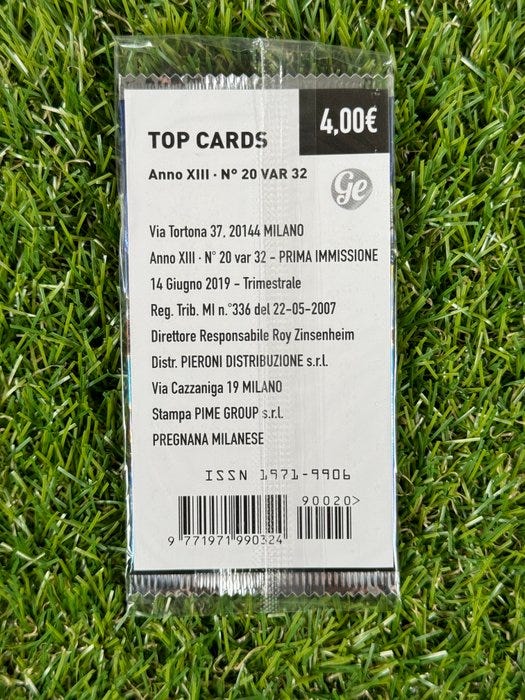 4,00€
TOP CARDS
Anno XIII · N° 20 VAR 32
Ge
Via Tortona 37, 20144 MILANO
Anno XIII · N° 20 var 32 - PRIMA IMMISSIONE
14 Giugno 2019 - Trimestrale
Reg. Trib. MI n.°336 del 22-05-2007
Direttore Responsabile Roy Zinsenheim
Distr. PIERONI DISTRIBUZIONE s.r.l.
Via Cazzaniga 19 MILANO
Stampa PIME GROUP s.r.l.
PREGNANA MILANESE
ISSN 1971-9906
90020>
9 771971 990324